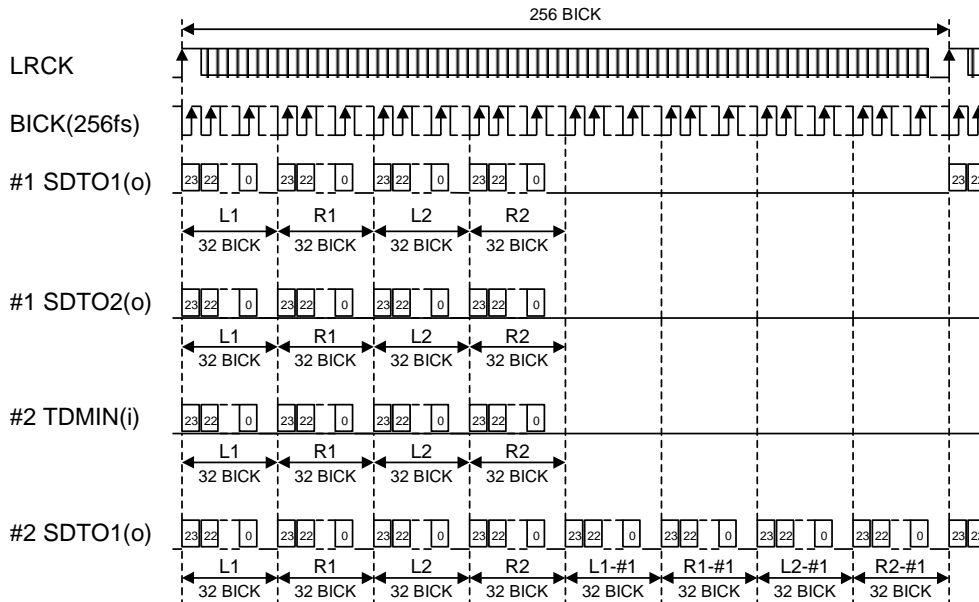 256 BICK
LRCK
BICK(256fs)
#1 SDTO1(o)
23 22 0 23 22 0 23 22 0 23 22 0 23 22
L1 R1 L2 R2
32 BICK 32 BICK 32 BICK 32 BICK
#1 SDTO2(o)
23 22 0 23 22 0 23 22 0 23 22 0
L1 R1 L2 R2
32 BICK 32 BICK 32 BICK 32 BICK
#2 TDMIN(i)
23 22 0 23 22 0 23 22 0 23 22 0
L1 R1 L2 R2
32 BICK 32 BICK 32 BICK 32 BICK
#2 SDTO1(o)
23 22 0 23 22 0 23 22 0 23 22 0 23 22 0 23 22 0 23 22 0 23 22 0 23 22
L1 R1 L2 R2 L1-#1 R1-#1 L2-#1 R2-#1
32 BICK 32 BICK 32 BICK 32 BICK 32 BICK 32 BICK 32 BICK 32 BICK